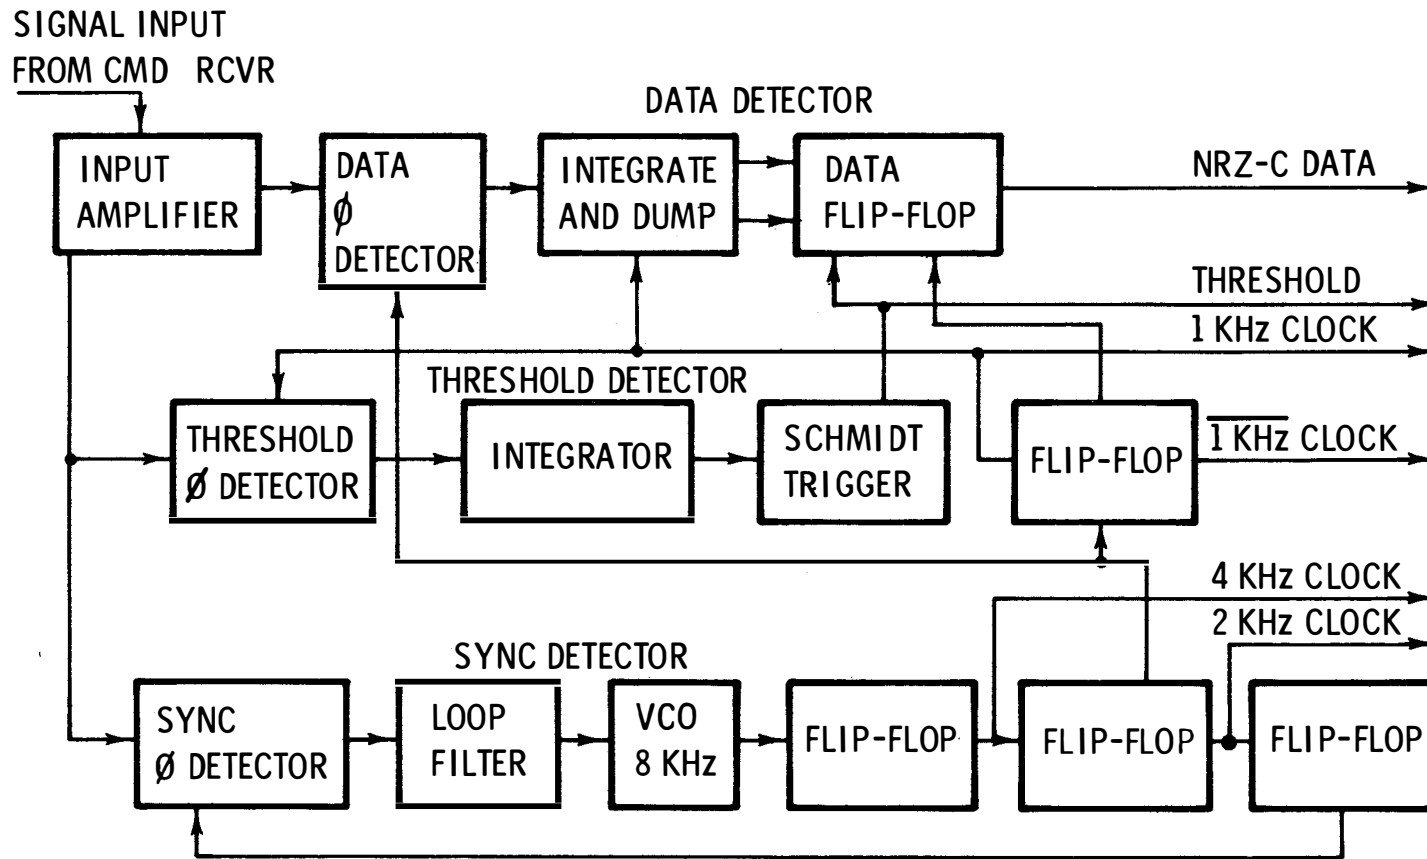 SIGNAL INPUT
FROM CMD RCVR
DATA DETECTOR
INPUT
AMPLIFIER
DATA
Ø
DETECTOR
INTEGRATE
AND DUMP
DATA
FLIP-FLOP
NRZ-C DATA
THRESHOLD
1 KHz CLOCK
THRESHOLD DETECTOR
THRESHOLD
Ø DETECTOR
INTEGRATOR
SCHMIDT
TRIGGER
FLIP-FLOP
1 KHz CLOCK
4 KHz CLOCK
2 KHz CLOCK
SYNC DETECTOR
SYNC
Ø DETECTOR
LOOP
FILTER
VCO
8 KHz
FLIP-FLOP
FLIP-FLOP
FLIP-FLOP